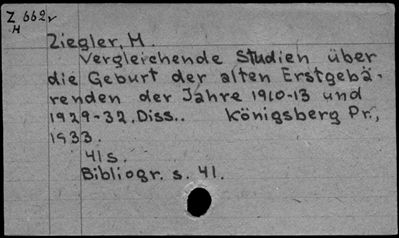 Z 662 v
H
Ziegler, H.
Vergleichende Studien über
die Geburt der alten Erstgebä-
renden der Jahre 1910-13 und
1929-32. Diss.. Königsberg Pr.,
1933.
41 s.
Bibliogr. s. 41.